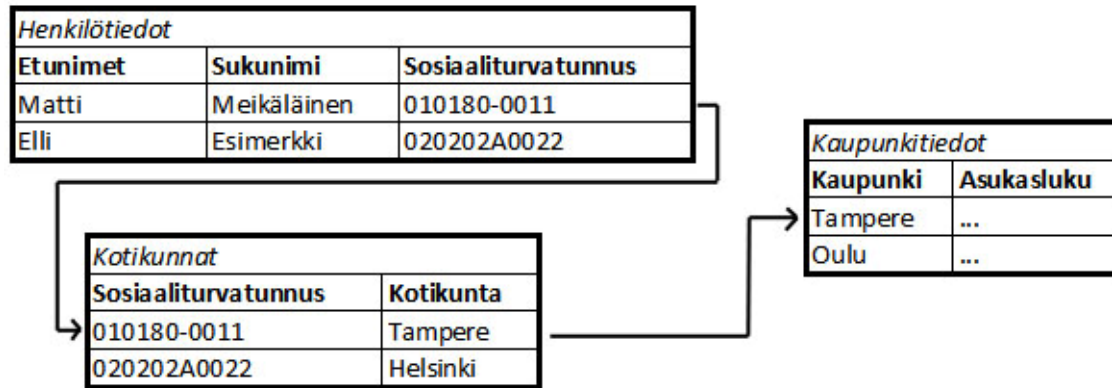 Henkilötiedot
Etunimet Sukunimi Sosiaaliturvatunnus
Matti Meikäläinen 010180-0011
Elli Esimerkki 020202A0022
Kaupunkitiedot
Kaupunki Asukasluku
Tampere ...
Oulu ...
Kotikunnat
Sosiaaliturvatunnus Kotikunta
010180-0011 Tampere
020202A0022 Helsinki